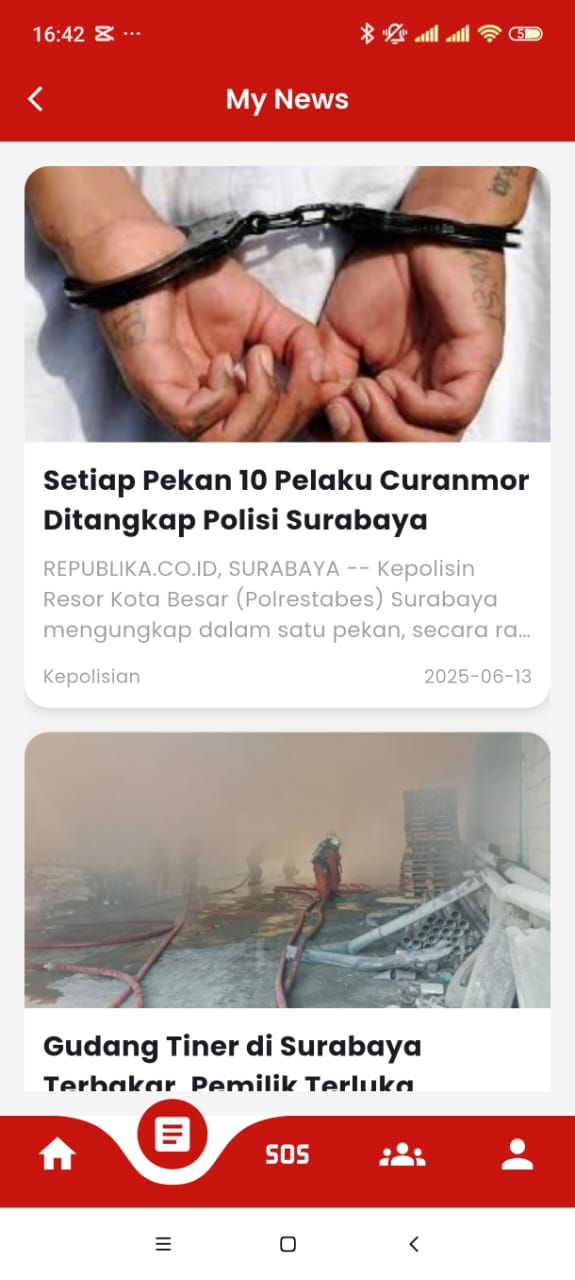 16:42
5
My News
Setiap Pekan 10 Pelaku Curanmor
Ditangkap Polisi Surabaya
REPUBLIKA.CO.ID, SURABAYA -- Kepolisin
Resor Kota Besar (Polrestabes) Surabaya
mengungkap dalam satu pekan, secara ra...
Kepolisian 2025-06-13
Gudang Tiner di Surabaya
Terbakar, Pemilik Terluka
SOS